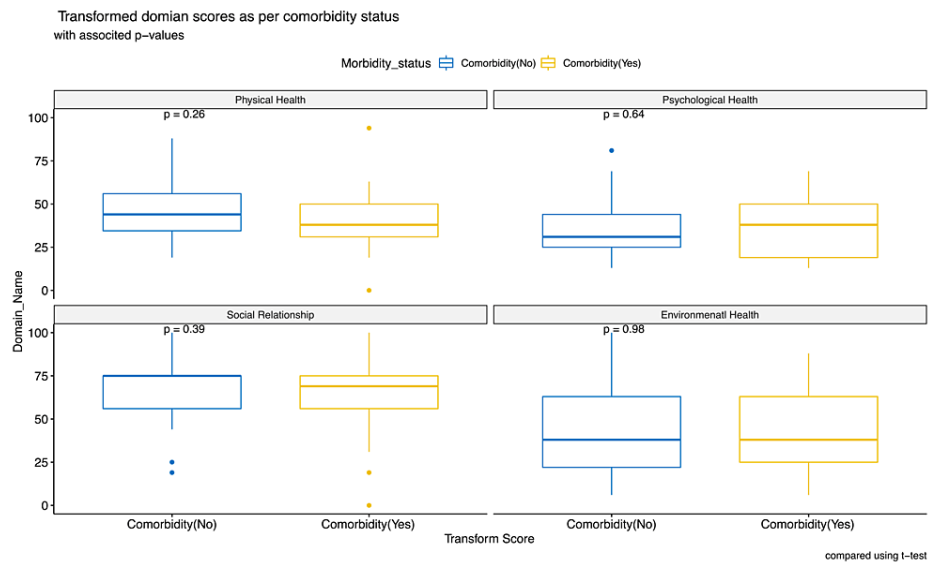 Transformed domian scores as per comorbidity status
with associted p−values
Morbidity_status Comorbidity(No) Comorbidity(Yes)
Physical Health Psychological Health
p = 0.26 p = 0.64
100
75
50
25
0
Domain_Name
Social Relationship Environmenatl Health
p = 0.39 p = 0.98
100
75
50
25
0
Comorbidity(No) Comorbidity(Yes) Comorbidity(No) Comorbidity(Yes)
Transform Score
compared using t−test